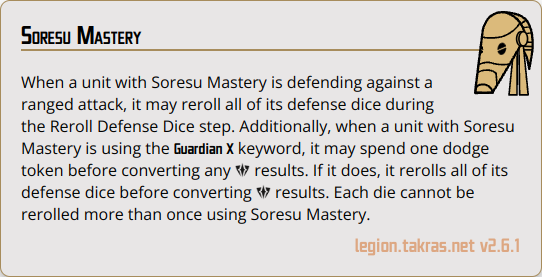 Soresu Mastery
When a unit with Soresu Mastery is defending against a
ranged attack, it may reroll all of its defense dice during
the Reroll Defense Dice step. Additionally, when a unit with Soresu
Mastery is using the Guardian X keyword, it may spend one dodge
token before converting any results. If it does, it rerolls all of its
defense dice before converting results. Each die cannot be
rerolled more than once using Soresu Mastery.
legion.takras.net v2.6.1